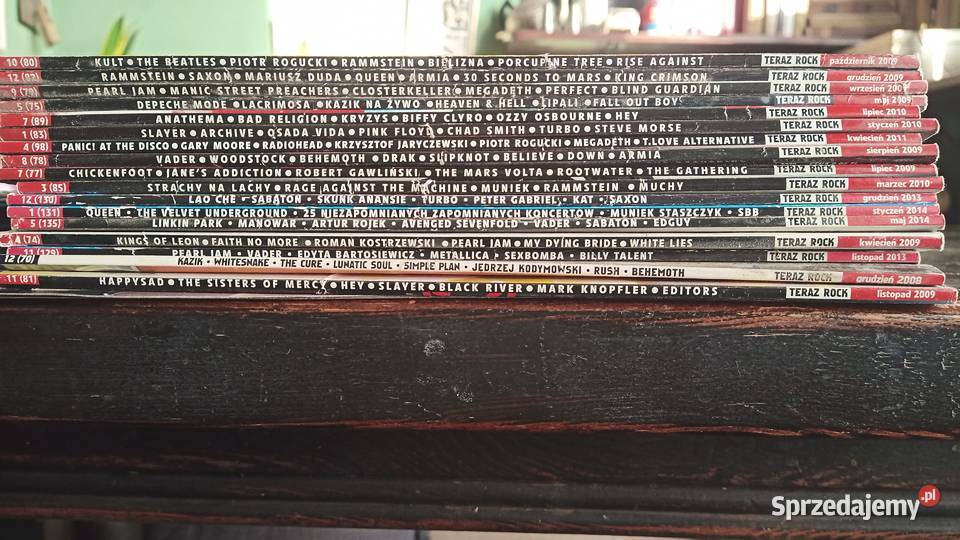 10 (80) KULT • THE BEATLES • PIOTR ROGUCKI • RAMMSTEIN • BIELIZNA • PORCUPINE TREE • RISE AGAINST TERAZ ROCK październik 2009
12 (82) RAMMSTEIN • SAXON • MARIUSZ DUDA • QUEEN • ARMIA • 30 SECONDS TO MARS • KING CRIMSON TERAZ ROCK grudzień 2009
9 (79) PEARL JAM • MANIC STREET PREACHERS • CLOSTERKELLER • MEGADETH • PERFECT • BLIND GUARDIAN TERAZ ROCK wrzesień 2009
5 (75) DEPECHE MODE • LACRIMOSA • KAZIK NA ŻYWO • HEAVEN & HELL • LIPALI • FALL OUT BOY TERAZ ROCK maj 2009
7 (89) ANATHEMA • BAD RELIGION • KRYZYS • BIFFY CLYRO • OZZY OSBOURNE • HEY TERAZ ROCK lipiec 2010
1 (83) SLAYER • ARCHIVE • OSADA VIDA • PINK FLOYD • CHAD SMITH • TURBO • STEVE MORSE TERAZ ROCK styczeń 2010
4 (98) PANIC! AT THE DISCO • GARY MOORE • RADIOHEAD • KRZYSZTOF JARYCZEWSKI • PIOTR ROGUCKI • MEGADETH • T.LOVE ALTERNATIVE TERAZ ROCK kwiecień 2011
8 (78) VADER • WOODSTOCK • BEHEMOTH • DRAK • SLIPKNOT • BELIEVE • DOWN • ARMIA TERAZ ROCK sierpień 2009
7 (77) CHICKENFOOT • JANE'S ADDICTION • ROBERT GAWLIŃSKI • THE MARS VOLTA • ROOTWATER • THE GATHERING TERAZ ROCK lipiec 2009
3 (85) STRACHY NA LACHY • RAGE AGAINST THE MACHINE • MUNIEK • RAMMSTEIN • MUCHY TERAZ ROCK marzec 2010
12 (130) LAO CHE • SABATON • SKUNK ANANSIE • TURBO • PETER GABRIEL • KAT • SAXON TERAZ ROCK grudzień 2013
1 (131) QUEEN • THE VELVET UNDERGROUND • 25 NIEZAPOMNIANYCH ZAPOMNIANYCH KONCERTÓW • MUNIEK STASZCZYK • SBB TERAZ ROCK styczeń 2014
5 (135) LINKIN PARK • MANOWAR • ARTUR ROJEK • AVENGED SEVENFOLD • VADER • SABATON • EDGUY TERAZ ROCK maj 2014
4 (74) KINGS OF LEON • FAITH NO MORE • ROMAN KOSTRZEWSKI • PEARL JAM • MY DYING BRIDE • WHITE LIES TERAZ ROCK kwiecień 2009
11 (129) PEARL JAM • VADER • EDYTA BARTOSIEWICZ • METALLICA • SEXBOMBA • BILLY TALENT TERAZ ROCK listopad 2013
12 (70) KAZIK • WHITESNAKE • THE CURE • LUNATIC SOUL • SIMPLE PLAN • JĘDRZEJ KODYMOWSKI • RUSH • BEHEMOTH TERAZ ROCK grudzień 2008
11 (81) HAPPYSAD • THE SISTERS OF MERCY • HEY • SLAYER • BLACK RIVER • MARK KNOPFLER • EDITORS TERAZ ROCK listopad 2009
Sprzedajemy.pl